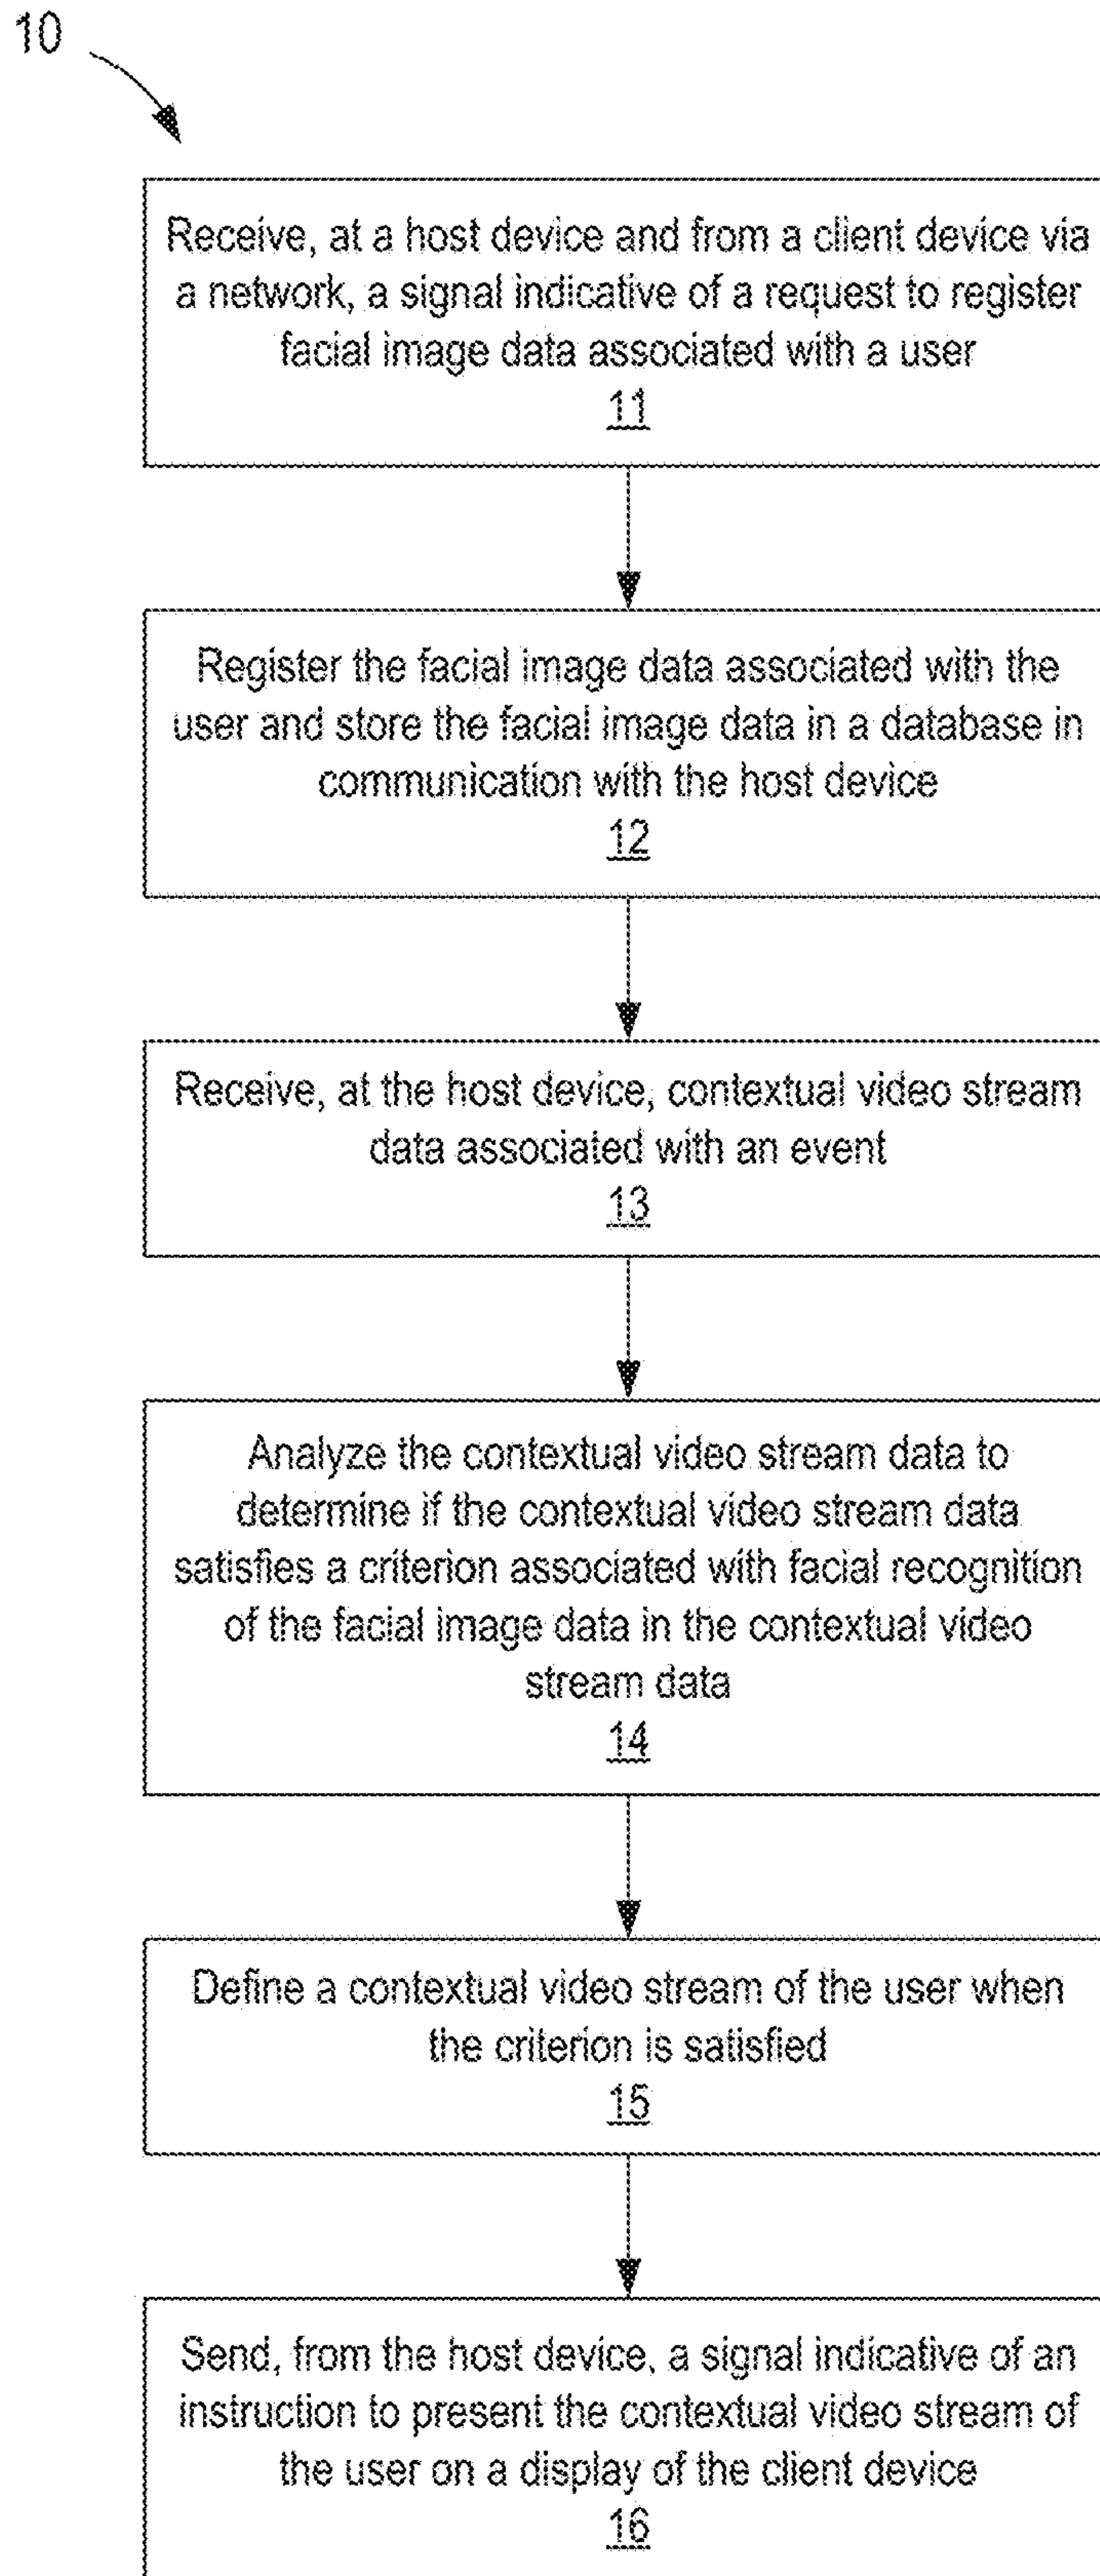 10
Receive, at a host device and from a client device via
a network, a signal indicative of a request to register
facial image data associated with a user
11
Register the facial image data associated with the
user and store the facial image data in a database in
communication with the host device
12
Receive, at the host device, contextual video stream
data associated with an event
13
Analyze the contextual video stream data to
determine if the contextual video stream data
satisfies a criterion associated with facial recognition
of the facial image data in the contextual video
stream data
14
Define a contextual video stream of the user when
the criterion is satisfied
15
Send, from the host device, a signal indicative of an
instruction to present the contextual video stream of
the user on a display of the client device
16